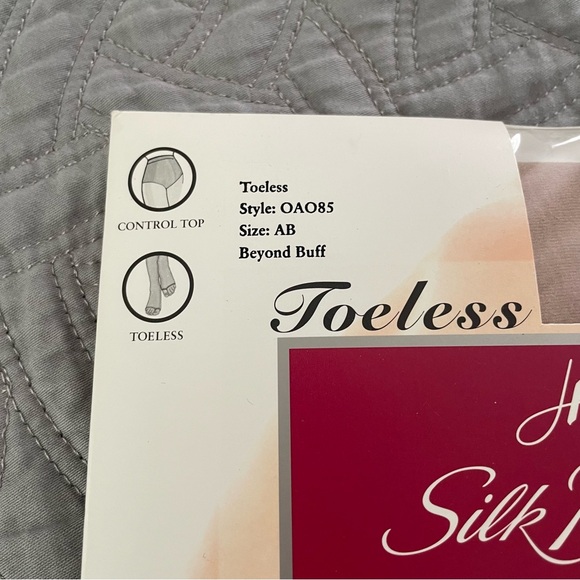 CONTROL TOP
TOELESS
Toeless
Style: OAO85
Size: AB
Beyond Buff
Toeless
Silk